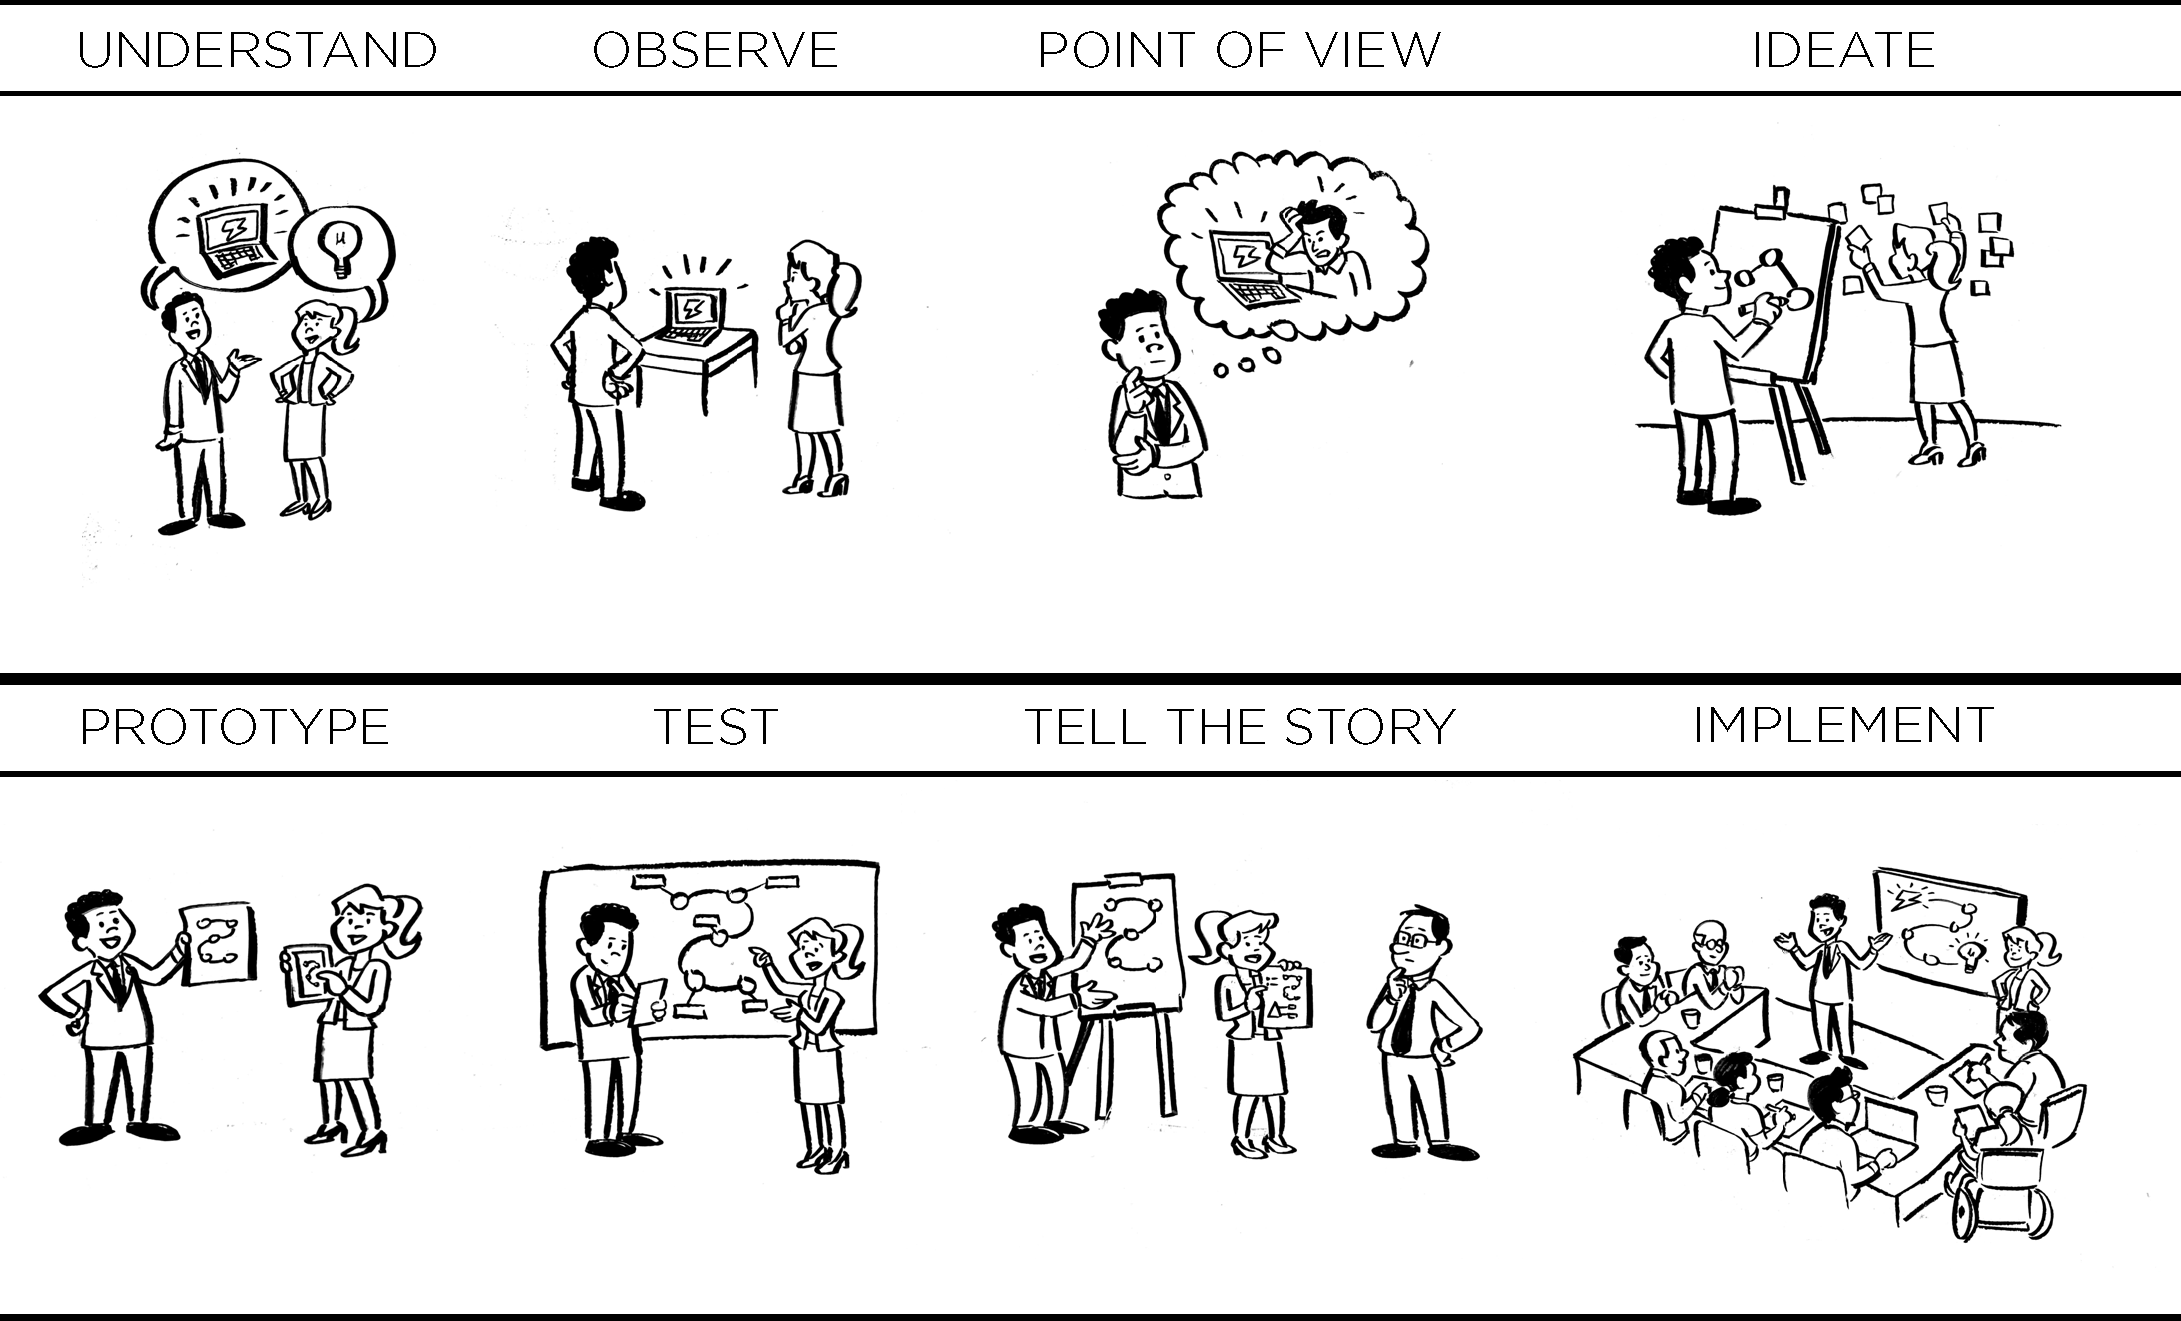 UNDERSTAND
OBSERVE
POINT OF VIEW
IDEATE
PROTOTYPE
TEST
TELL THE STORY
IMPLEMENT